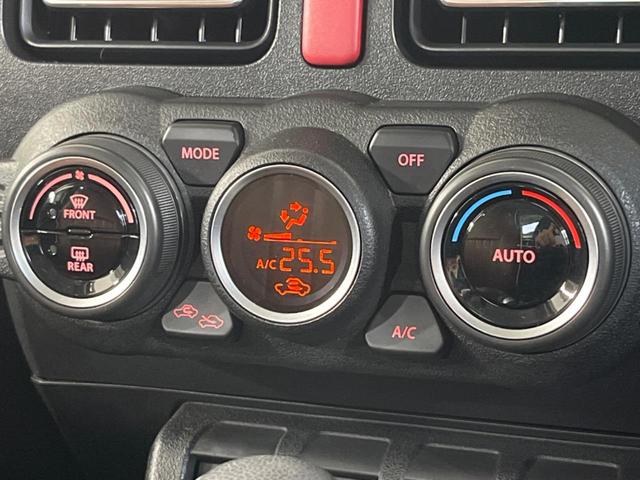 MODE
OFF
FRONT
REAR
A/C 25.5
AUTO
A/C